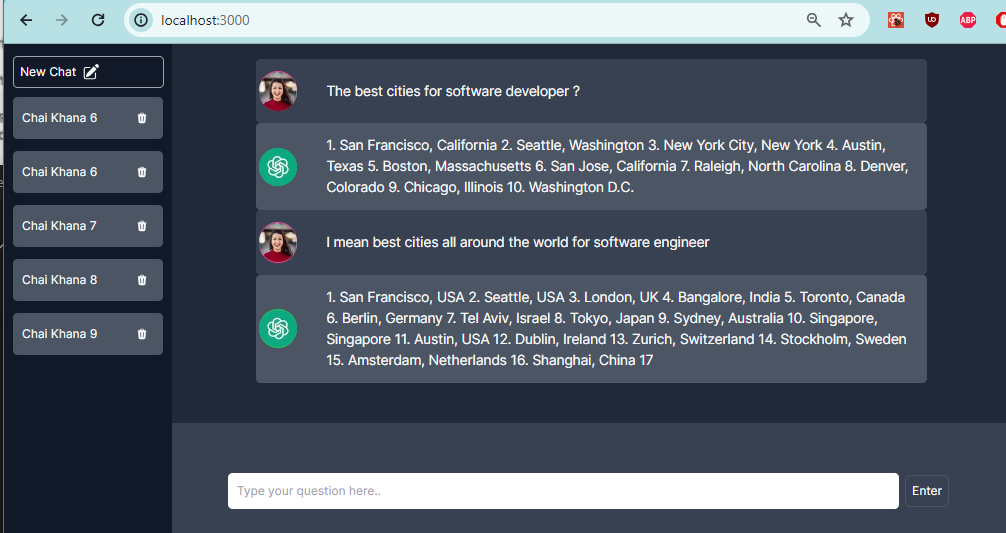 localhost:3000
New Chat
Chai Khana 6
Chai Khana 6
Chai Khana 7
Chai Khana 8
Chai Khana 9
The best cities for software developer ?
1. San Francisco, California 2. Seattle, Washington 3. New York City, New York 4. Austin,
Texas 5. Boston, Massachusetts 6. San Jose, California 7. Raleigh, North Carolina 8. Denver,
Colorado 9. Chicago, Illinois 10. Washington D.C.
I mean best cities all around the world for software engineer
1. San Francisco, USA 2. Seattle, USA 3. London, UK 4. Bangalore, India 5. Toronto, Canada
6. Berlin, Germany 7. Tel Aviv, Israel 8. Tokyo, Japan 9. Sydney, Australia 10. Singapore,
Singapore 11. Austin, USA 12. Dublin, Ireland 13. Zurich, Switzerland 14. Stockholm, Sweden
15. Amsterdam, Netherlands 16. Shanghai, China 17
Type your question here..
Enter
ABP